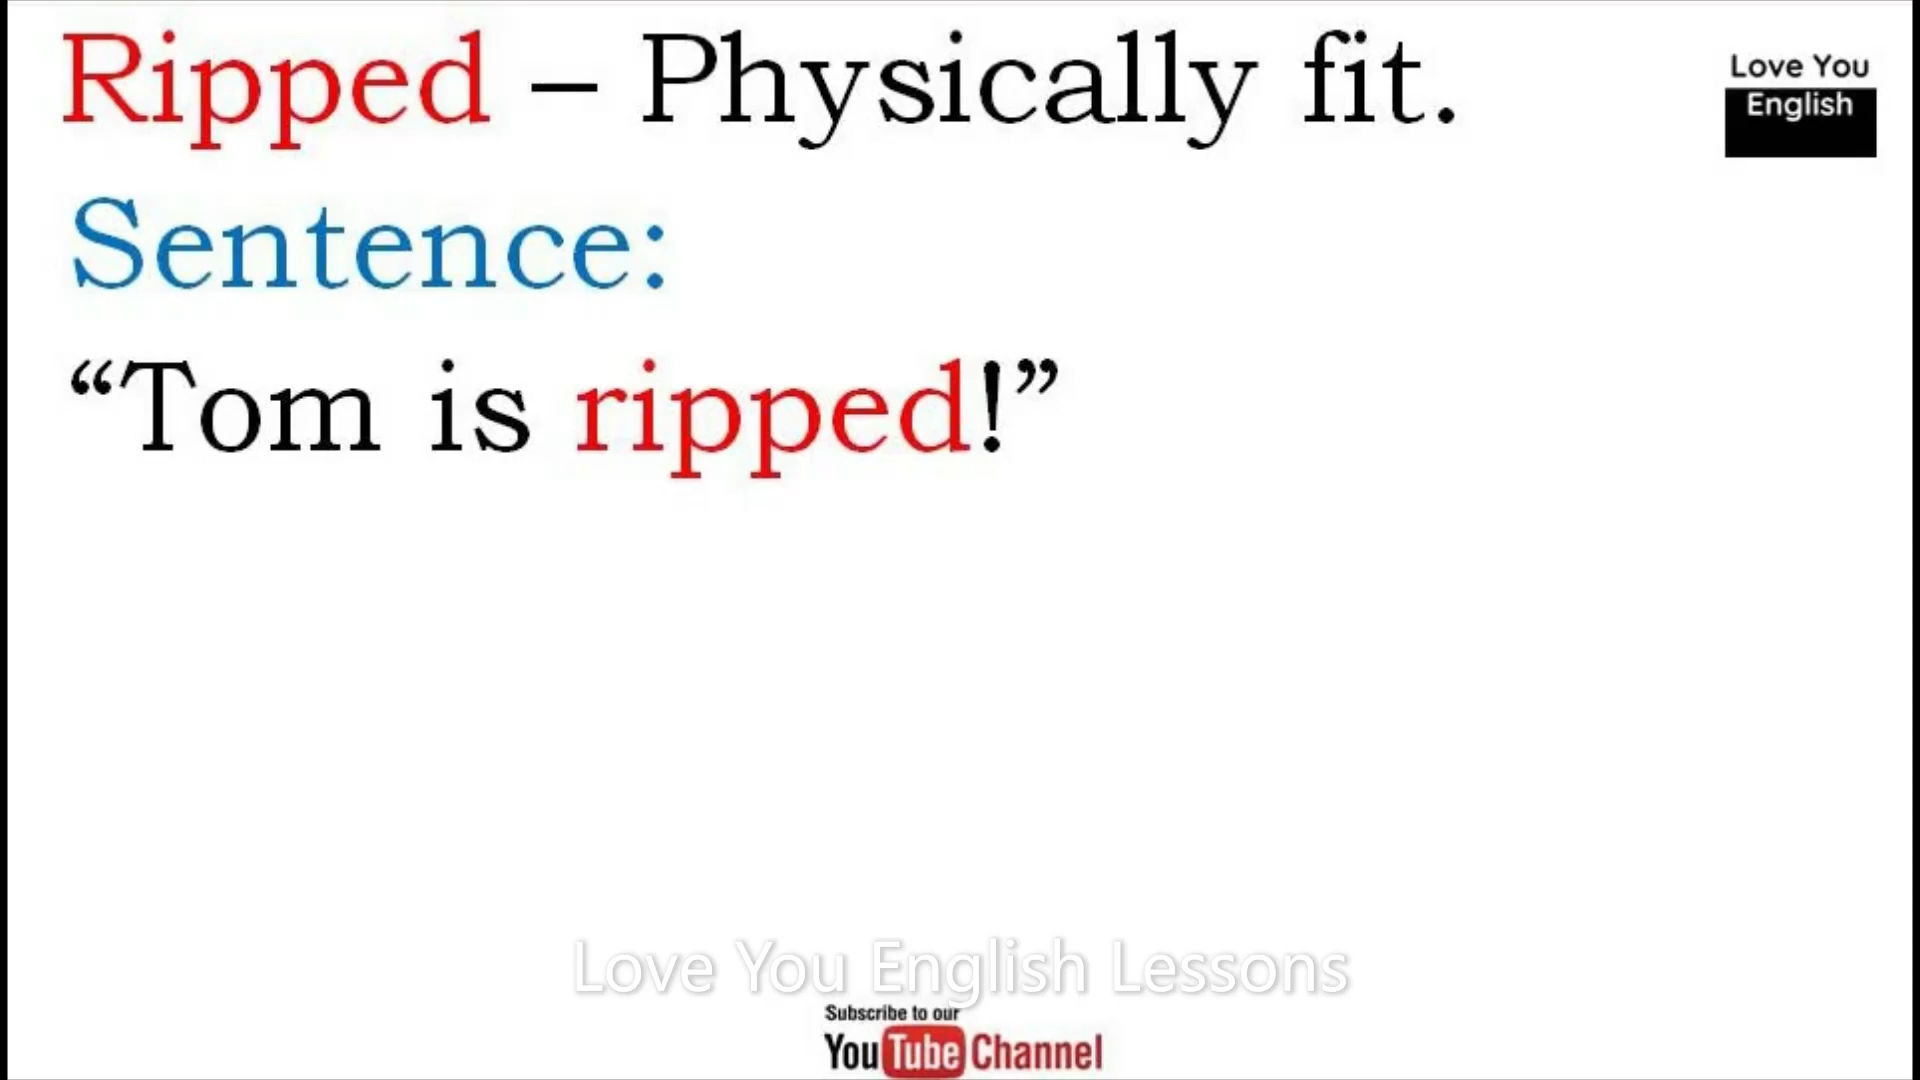 Ripped – Physically fit.
Love You
English
Sentence:
“Tom is ripped!”
Love You English Lessons
Subscribe to our
YouTube Channel